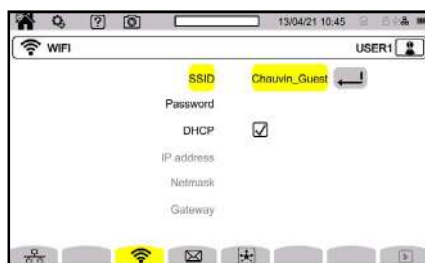 13/04/21 10:45
WIFI USER1
SSID Chauvin_Guest
Password
DHCP
IP address
Netmask
Gateway